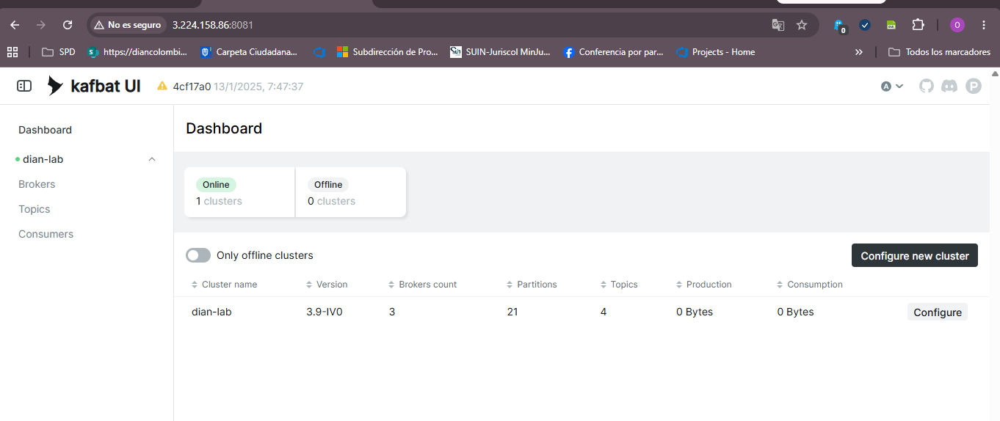 No es seguro 3.224.158.86:8081
0 O
SPD https://diancolombi... Carpeta Ciudadana... Subdirección de Pro... SUIN-Juriscol MinJu... Conferencia por par... Projects - Home » Todos los marcadores
kafbat UI 4cf17a0 13/1/2025, 7:47:37 A P
Dashboard
dian-lab
Brokers
Topics
Consumers
Dashboard
Online Offline
1 clusters 0 clusters
Only offline clusters Configure new cluster
Cluster name Version Brokers count Partitions Topics Production Consumption
dian-lab 3.9-IV0 3 21 4 0 Bytes 0 Bytes Configure